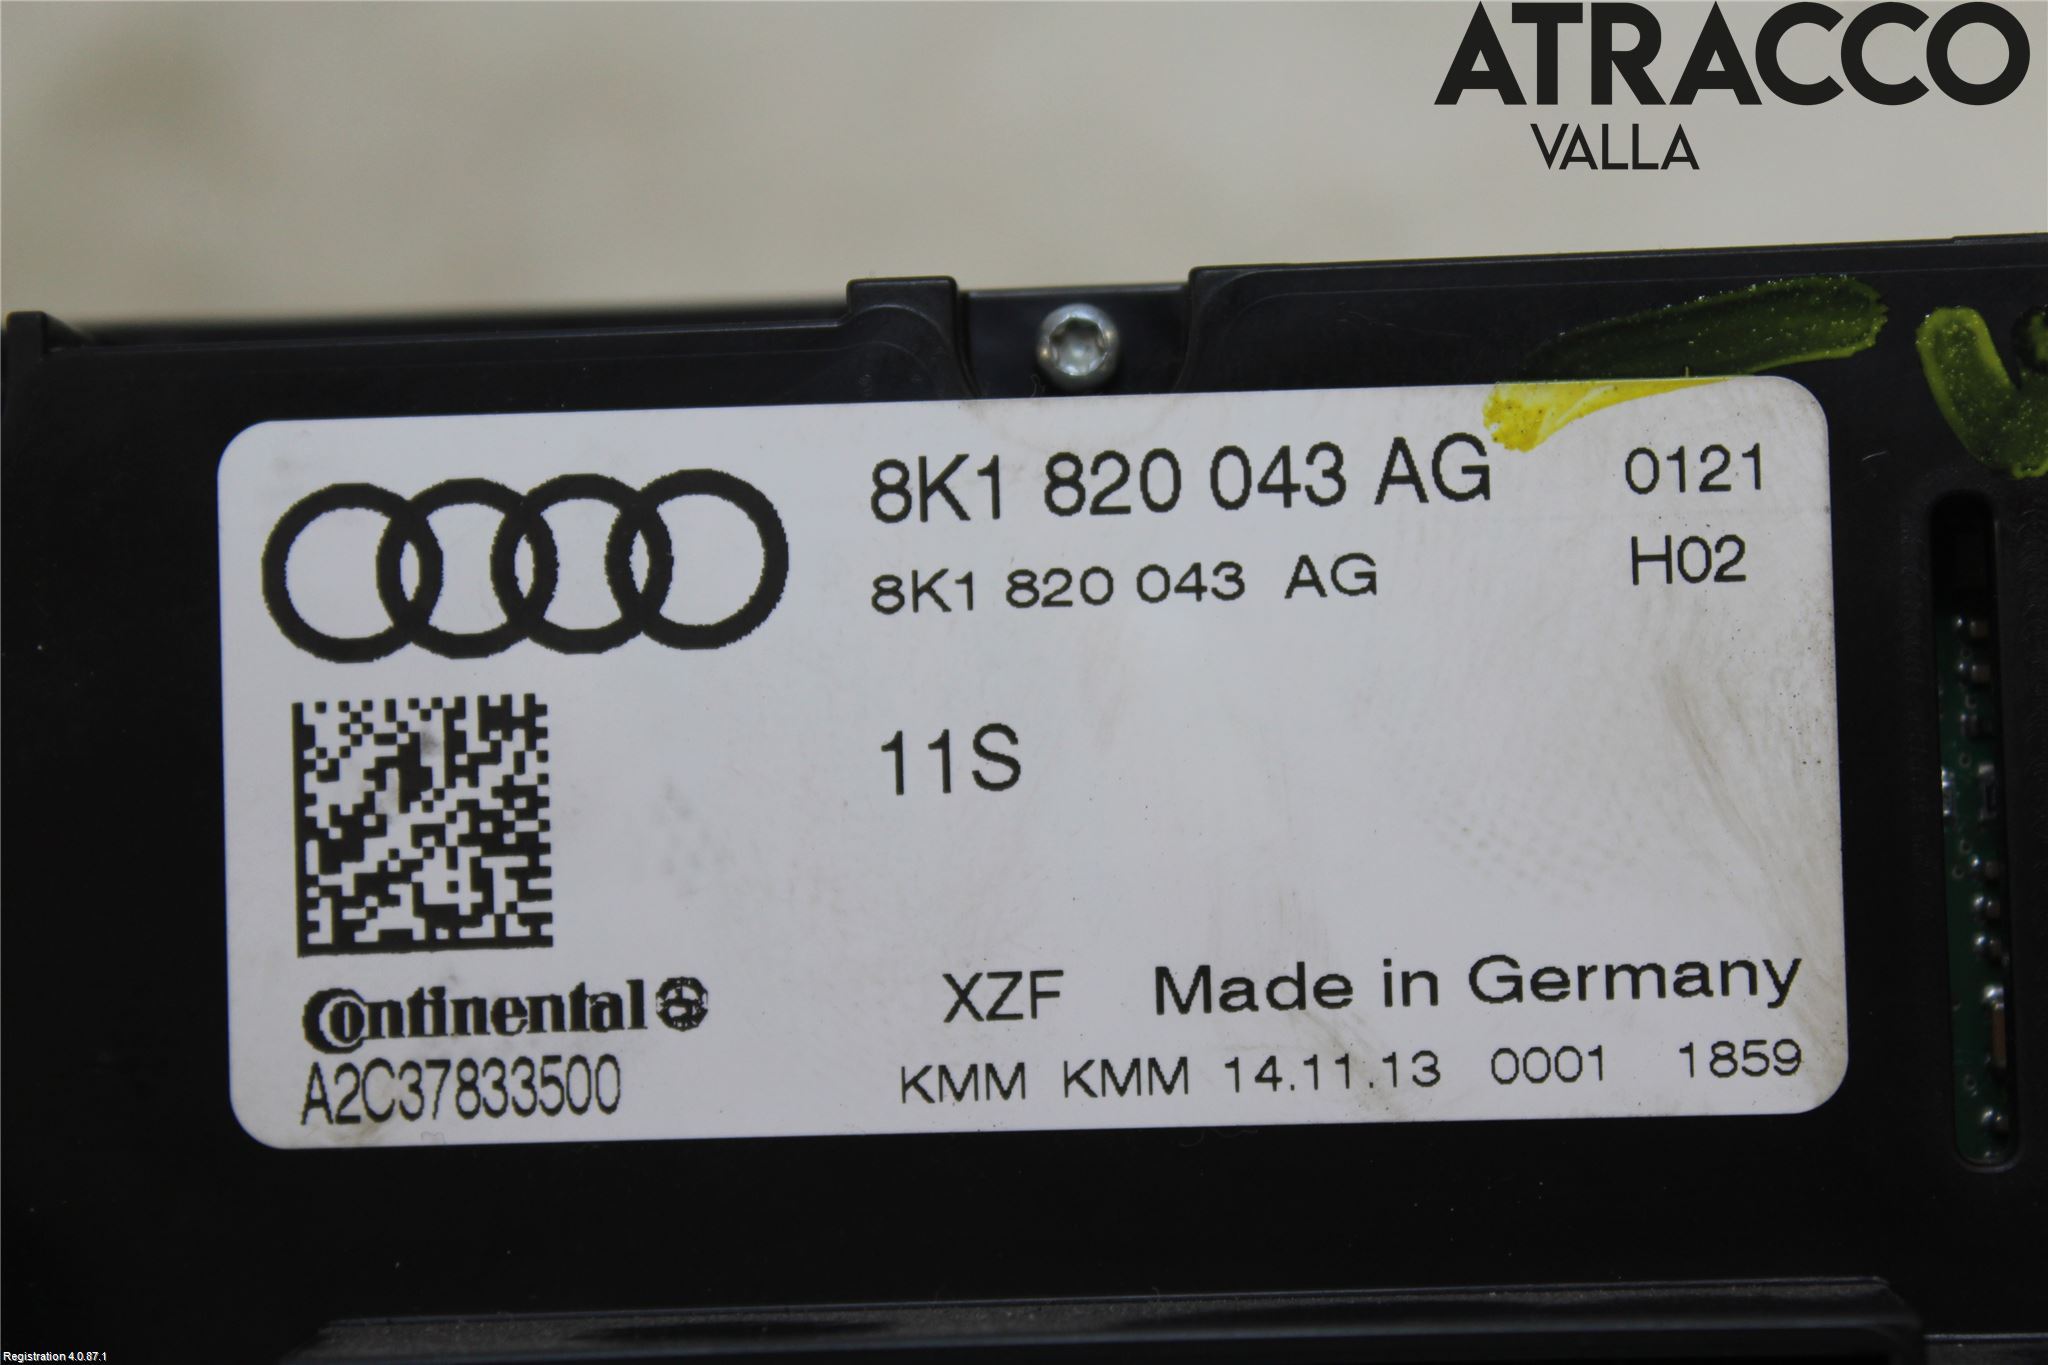 ATRACCO
VALLA
8K1 820 043 AG 0121
8K1 820 043 AG H02
11S
Continental
A2C37833500
XZF Made in Germany
KMM KMM 14.11.13 0001 1859
Registration 4.0.87.1